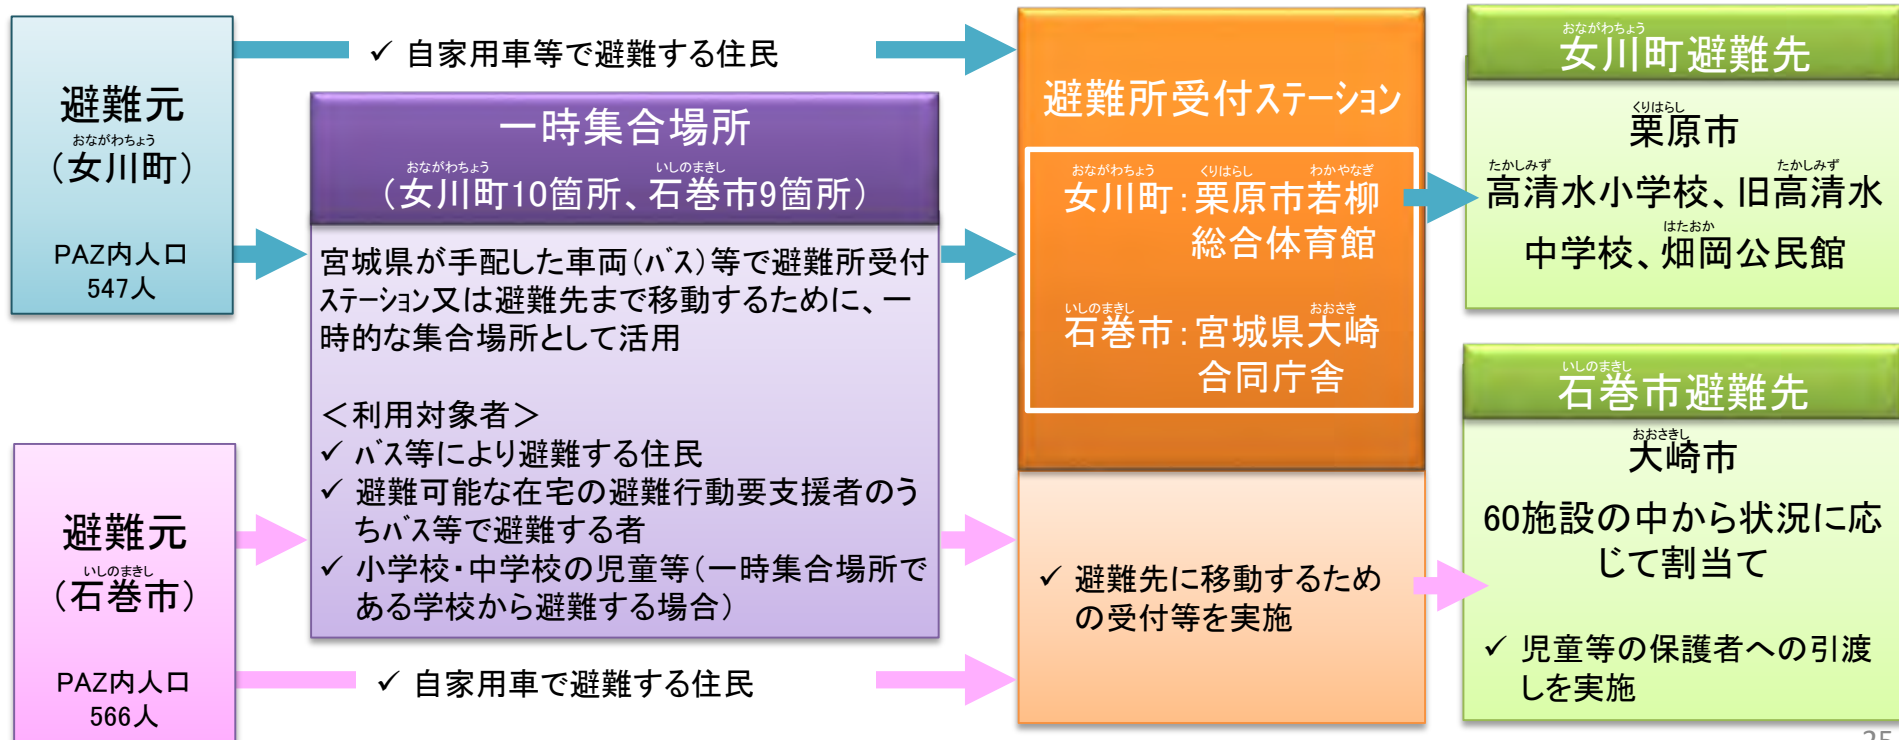 避難元
おながわちょう
（女川町）
PAZ内人口
547人
避難元
いしのまきし
（石巻市）
PAZ内人口
566人
✓ 自家用車等で避難する住民
一時集合場所
おながわちょう いしのまきし
（女川町10箇所、石巻市9箇所）
宮城県が手配した車両（バス）等で避難所受付
ステーション又は避難先まで移動するために、一
時的な集合場所として活用
＜利用対象者＞
✓ バス等により避難する住民
✓ 避難可能な在宅の避難行動要支援者のう
ちバス等で避難する者
✓ 小学校・中学校の児童等（一時集合場所で
ある学校から避難する場合）
✓ 自家用車で避難する住民
避難所受付ステーション
おながわちょう くりはらし わかやなぎ
女川町：栗原市若柳
総合体育館
いしのまきし おおさき
石巻市：宮城県大崎
合同庁舎
✓ 避難先に移動するため
の受付等を実施
おながわちょう
女川町避難先
くりはらし
栗原市
たかしみず たかしみず
高清水小学校、旧高清水
はたおか
中学校、畑岡公民館
いしのまきし
石巻市避難先
おおさきし
大崎市
60施設の中から状況に応
じて割当て
✓ 児童等の保護者への引渡
しを実施